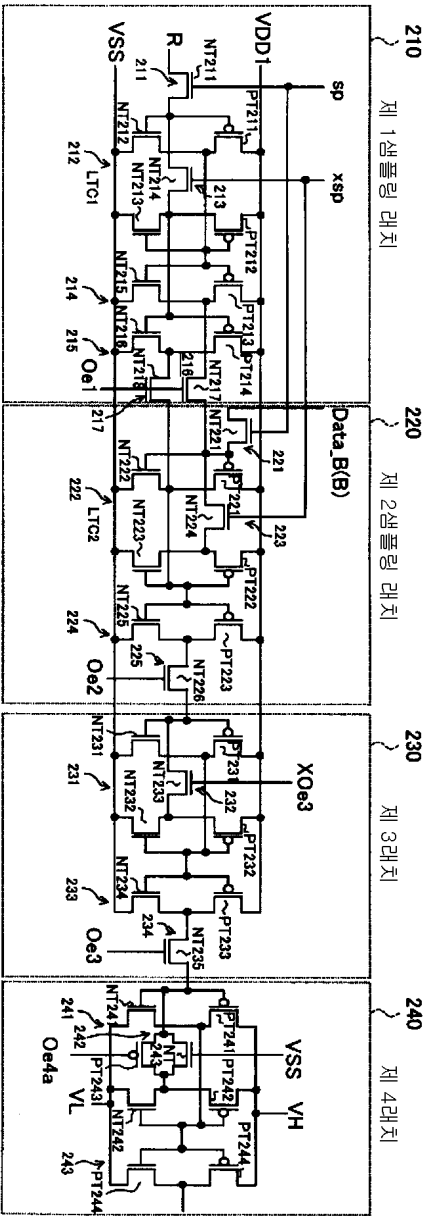 210
제 1샘플링 래치
sp
xsp
VDD1
R
VSS
NT211
211
PT211
NT212
212
LTC1
NT214
213
NT213
PT212
NT215
214
PT213
NT216
215
PT214
216
NT217
NT218
217
Oe1
220
제 2샘플링 래치
Data_B(B)
NT221
221
PT221
NT222
222
LTC2
NT224
223
NT223
PT222
NT225
224
PT223
225
NT226
Oe2
230
제 3래치
XOe3
NT231
231
PT231
NT233
232
NT232
PT232
NT234
233
PT233
234
NT235
Oe3
240
제 4래치
VSS
VH
NT241
241
242
PT241
NT
243
PT242
PT243
Oe4a
VL
NT242
PT244
243
PT244